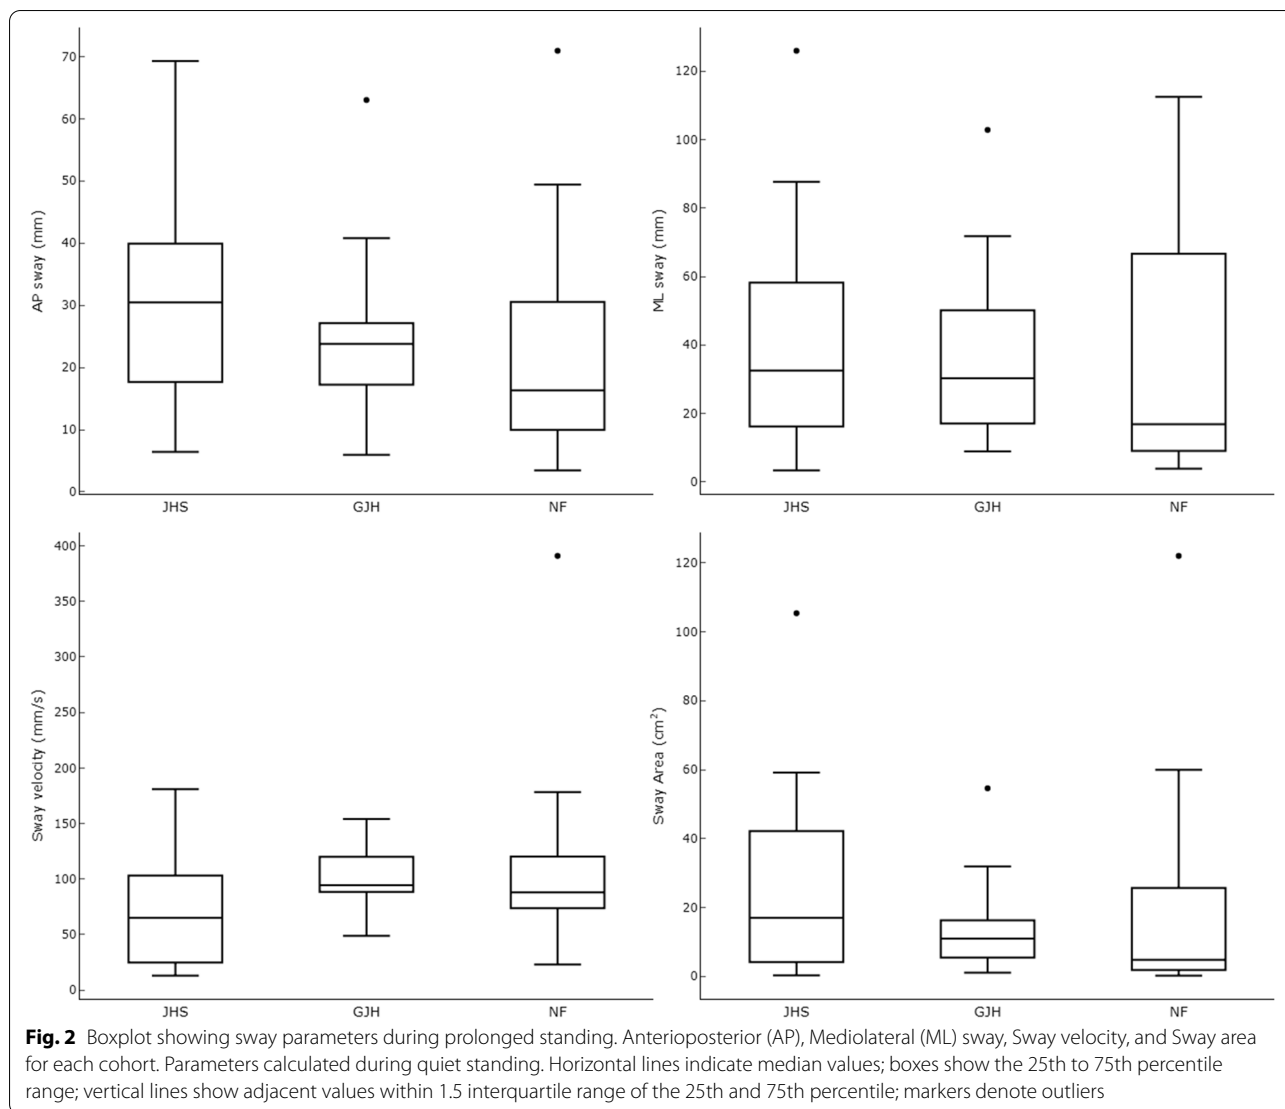 70
60
50
40
30
20
10
0
AP sway (mm)
JHS GJH NF
120
100
80
60
40
20
0
ML sway (mm)
JHS GJH NF
400
350
300
250
200
150
100
50
0
Sway velocity (mm/s)
JHS GJH NF
120
100
80
60
40
20
0
Sway Area (cm²)
JHS GJH NF
Fig. 2 Boxplot showing sway parameters during prolonged standing. Anterioposterior (AP), Mediolateral (ML) sway, Sway velocity, and Sway area
for each cohort. Parameters calculated during quiet standing. Horizontal lines indicate median values; boxes show the 25th to 75th percentile
range; vertical lines show adjacent values within 1.5 interquartile range of the 25th and 75th percentile; markers denote outliers